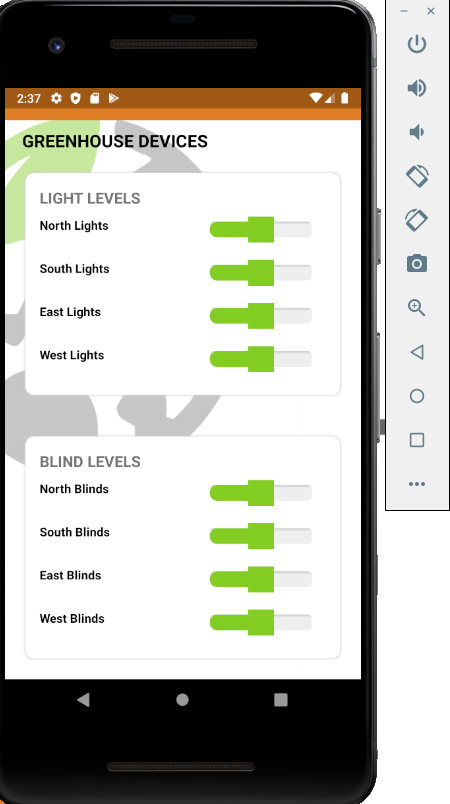 2:37
GREENHOUSE DEVICES
LIGHT LEVELS
North Lights
South Lights
East Lights
West Lights
BLIND LEVELS
North Blinds
South Blinds
East Blinds
West Blinds